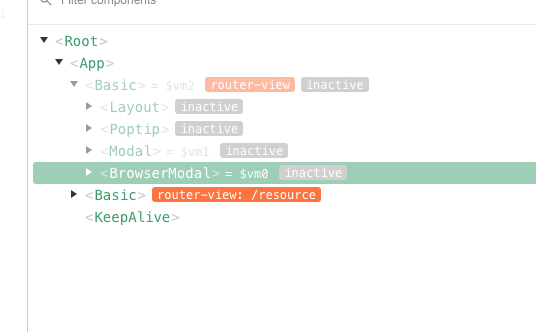 Filter components
<Root>
<App>
<Basic> = $vm2 router-view inactive
<Layout> inactive
<Poptip> inactive
<Modal> = $vm1 inactive
<BrowserModal> = $vm0 inactive
<Basic> router-view: /resource
<KeepAlive>